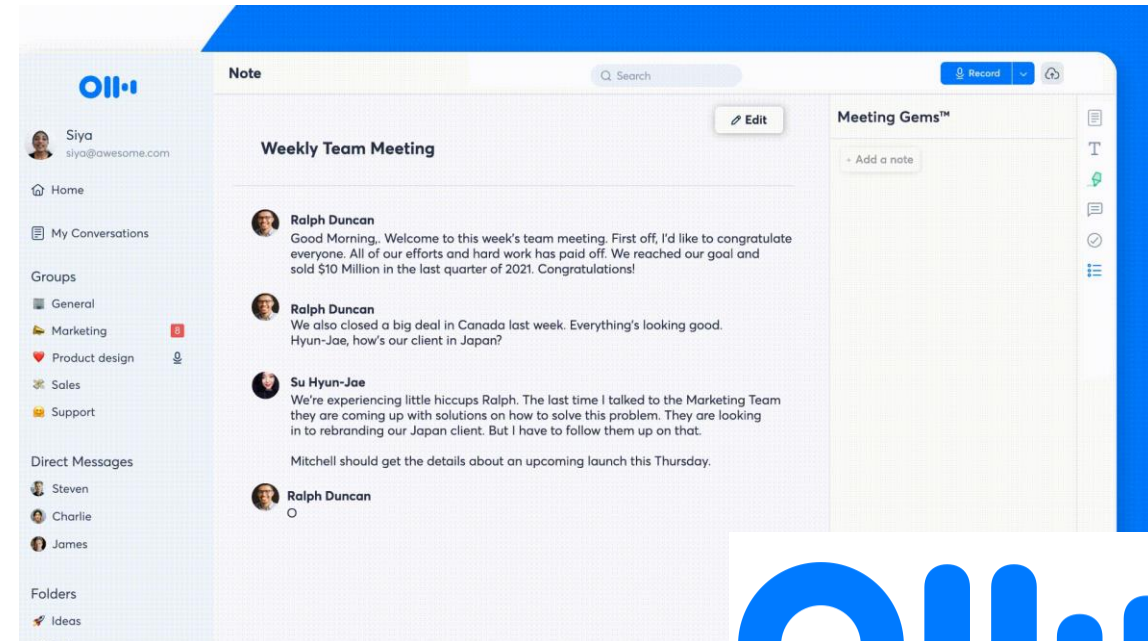 Note
Search
Record
Siya
siya@awesome.com
Home
My Conversations
Groups
General
Marketing
8
Product design
Sales
Support
Direct Messages
Steven
Charlie
James
Folders
Ideas
Edit
Weekly Team Meeting
Ralph Duncan
Good Morning,. Welcome to this week's team meeting. First off, I'd like to congratulate
everyone. All of our efforts and hard work has paid off. We reached our goal and
sold $10 Million in the last quarter of 2021. Congratulations!
Ralph Duncan
We also closed a big deal in Canada last week. Everything's looking good.
Hyun-Jae, how's our client in Japan?
Su Hyun-Jae
We're experiencing little hiccups Ralph. The last time I talked to the Marketing Team
they are coming up with solutions on how to solve this problem. They are looking
in to rebranding our Japan client. But I have to follow them up on that.
Mitchell should get the details about an upcoming launch this Thursday.
Ralph Duncan
O
Meeting Gems™
+ Add a note
T